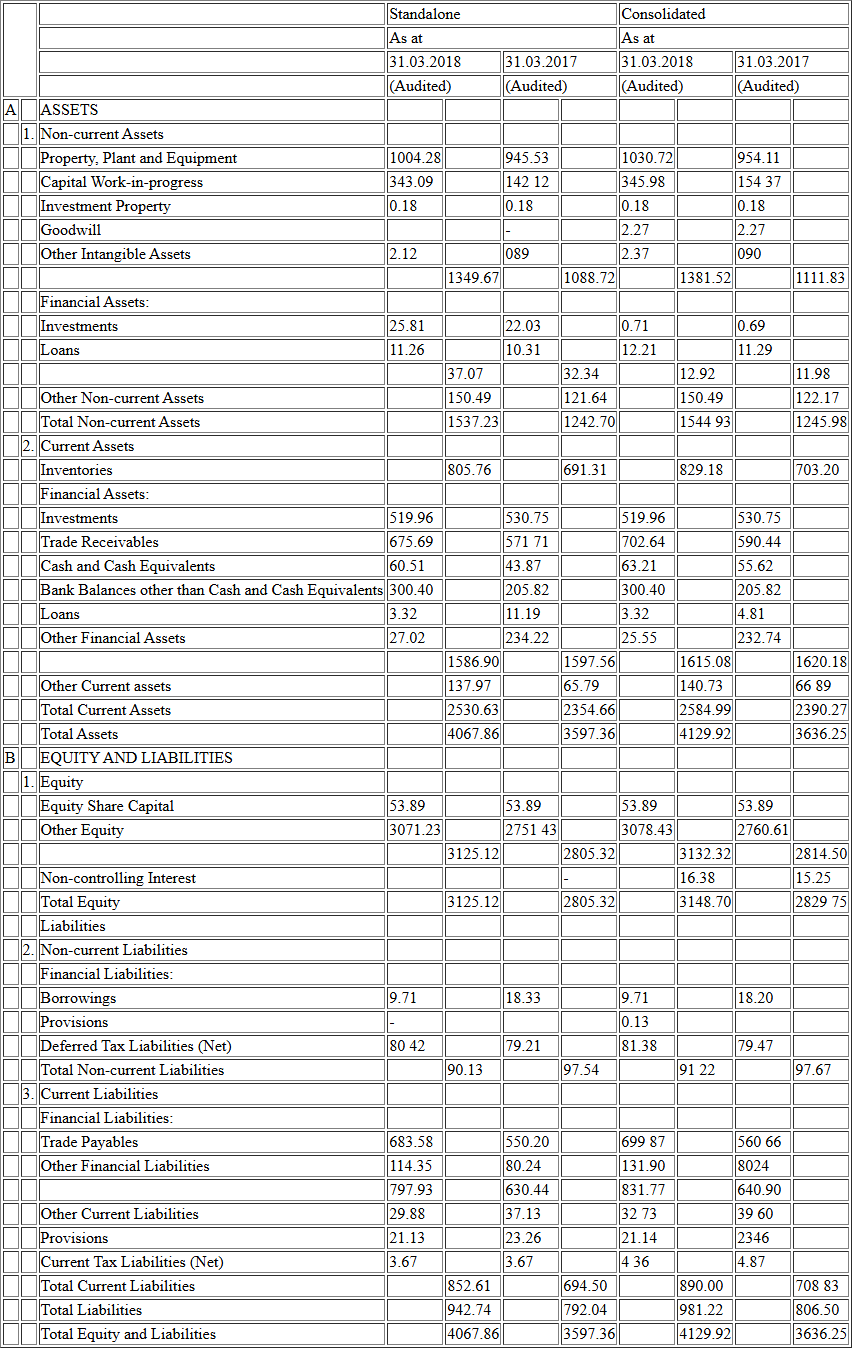 Standalone Consolidated
As at As at
31.03.2018 31.03.2017 31.03.2018 31.03.2017
(Audited) (Audited) (Audited) (Audited)
A ASSETS
1. Non-current Assets
Property, Plant and Equipment 1004.28 945.53 1030.72 954.11
Capital Work-in-progress 343.09 142 12 345.98 154 37
Investment Property 0.18 0.18 0.18 0.18
Goodwill - 2.27 2.27
Other Intangible Assets 2.12 089 2.37 090
1349.67 1088.72 1381.52 1111.83
Financial Assets:
Investments 25.81 22.03 0.71 0.69
Loans 11.26 10.31 12.21 11.29
37.07 32.34 12.92 11.98
Other Non-current Assets 150.49 121.64 150.49 122.17
Total Non-current Assets 1537.23 1242.70 1544 93 1245.98
2. Current Assets
Inventories 805.76 691.31 829.18 703.20
Financial Assets:
Investments 519.96 530.75 519.96 530.75
Trade Receivables 675.69 571 71 702.64 590.44
Cash and Cash Equivalents 60.51 43.87 63.21 55.62
Bank Balances other than Cash and Cash Equivalents 300.40 205.82 300.40 205.82
Loans 3.32 11.19 3.32 4.81
Other Financial Assets 27.02 234.22 25.55 232.74
1586.90 1597.56 1615.08 1620.18
Other Current assets 137.97 65.79 140.73 66 89
Total Current Assets 2530.63 2354.66 2584.99 2390.27
Total Assets 4067.86 3597.36 4129.92 3636.25
B EQUITY AND LIABILITIES
1. Equity
Equity Share Capital 53.89 53.89 53.89 53.89
Other Equity 3071.23 2751 43 3078.43 2760.61
3125.12 2805.32 3132.32 2814.50
Non-controlling Interest - 16.38 15.25
Total Equity 3125.12 2805.32 3148.70 2829 75
Liabilities
2. Non-current Liabilities
Financial Liabilities:
Borrowings 9.71 18.33 9.71 18.20
Provisions - 0.13
Deferred Tax Liabilities (Net) 80 42 79.21 81.38 79.47
Total Non-current Liabilities 90.13 97.54 91 22 97.67
3. Current Liabilities
Financial Liabilities:
Trade Payables 683.58 550.20 699 87 560 66
Other Financial Liabilities 114.35 80.24 131.90 8024
797.93 630.44 831.77 640.90
Other Current Liabilities 29.88 37.13 32 73 39 60
Provisions 21.13 23.26 21.14 2346
Current Tax Liabilities (Net) 3.67 3.67 4 36 4.87
Total Current Liabilities 852.61 694.50 890.00 708 83
Total Liabilities 942.74 792.04 981.22 806.50
Total Equity and Liabilities 4067.86 3597.36 4129.92 3636.25